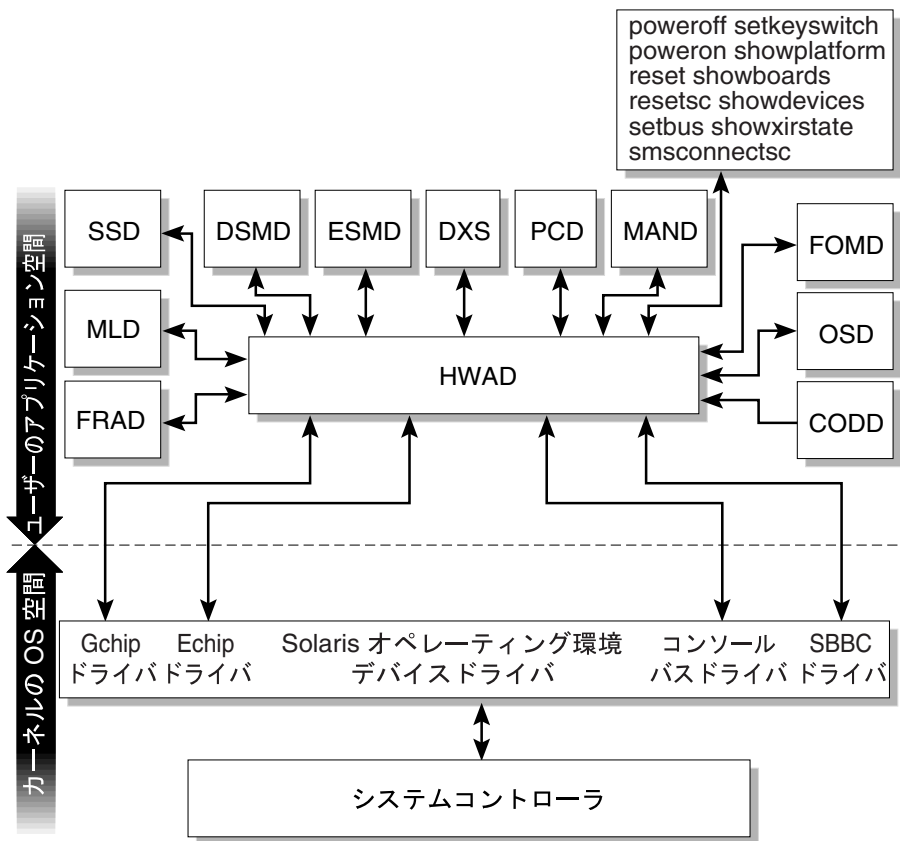 poweroff setkeyswitch
poweron showplatform
reset showboards
resetsc showdevices
setbus showxirstate
smsconnectsc
ユーザーのアプリケーション空間
SSD
DSMD
ESMD
DXS
PCD
MAND
FOMD
MLD
OSD
HWAD
FRAD
CODD
カーネルの OS 空間
Gchip
ドライバ
Echip
ドライバ
Solaris オペレーティング環境
デバイスドライバ
コンソール
バスドライバ
SBBC
ドライバ
システムコントローラ